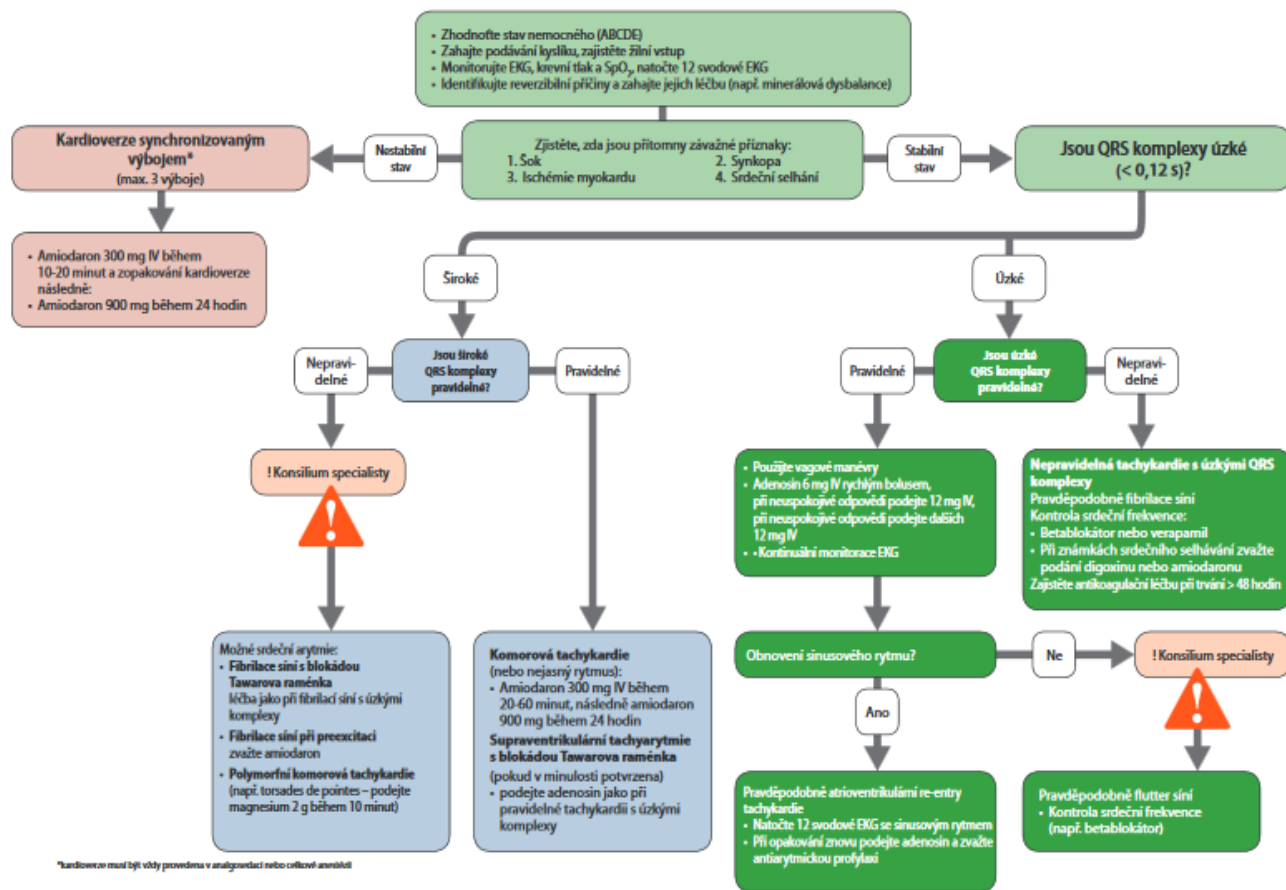 • Zhodnoťte stav nemocného (ABCDE)
• Zahajte podávání kyslíku, zajistěte žilní vstup
• Monitorujte EKG, krevní tlak a SpO₂, natočte 12 svodové EKG
• Identifikujte reverzibilní příčiny a zahajte jejich léčbu (např. minerálová dysbalance)
Kardioverze synchronizovaným
výbojem*
(max. 3 výboje)
Nestabilní
stav
Zjistěte, zda jsou přítomny závažné příznaky:
1. Šok 2. Synkopa
3. Ischémie myokardu 4. Srdeční selhání
Stabilní
stav
Jsou QRS komplexy úzké
(< 0,12 s)?
• Amiodaron 300 mg IV během
10-20 minut a zopakování kardioverze
následně:
• Amiodaron 900 mg během 24 hodin
Široké
Úzké
Nepravi-
delné
Jsou široké
QRS komplexy
pravidelné?
Pravidelné
Pravidelné
Jsou úzké
QRS komplexy
pravidelné?
Nepravi-
delné
! Konsilium specialisty
• Použijte vagové manévry
• Adenosin 6 mg IV rychlým bolusem,
při neuspokojivé odpovědi podejte 12 mg IV,
při neuspokojivé odpovědi podejte dalších
12 mg IV
• • Kontinuální monitorace EKG
Nepravidelná tachykardie s úzkými QRS
komplexy
Pravděpodobně fibrilace síní
Kontrola srdeční frekvence:
• Betablokátor nebo verapamil
• Při známkách srdečního selhávání zvažte
podání digoxinu nebo amiodaronu
Zajistěte antikoagulační léčbu při trvání > 48 hodin
Možné srdeční arytmie:
• Fibrilace síní s blokádou
Tawarova raménka
léčba jako při fibrilací síní s úzkými
komplexy
• Fibrilace síní při preexcitaci
zvažte amiodaron
• Polymorfní komorová tachykardie
(např. torsades de pointes – podejte
magnesium 2 g během 10 minut)
Komorová tachykardie
(nebo nejasný rytmus):
• Amiodaron 300 mg IV během
20-60 minut, následně amiodaron
900 mg během 24 hodin
Supraventrikulární tachyarytmie
s blokádou Tawarova raménka
(pokud v minulosti potvrzena)
• podejte adenosin jako při
pravidelné tachykardii s úzkými
komplexy
Obnovení sinusového rytmu?
Ne
! Konsilium specialisty
Ano
Pravděpodobně atrioventrikulární re-entry
tachykardie
• Natočte 12 svodové EKG se sinusovým rytmem
• Při opakování znovu podejte adenosin a zvažte
antiarytmickou profylaxi
Pravděpodobně flutter síní
• Kontrola srdeční frekvence
(např. betablokátor)
*kardioverze musí být vždy provedena v analgosedaci nebo celkové anestézii